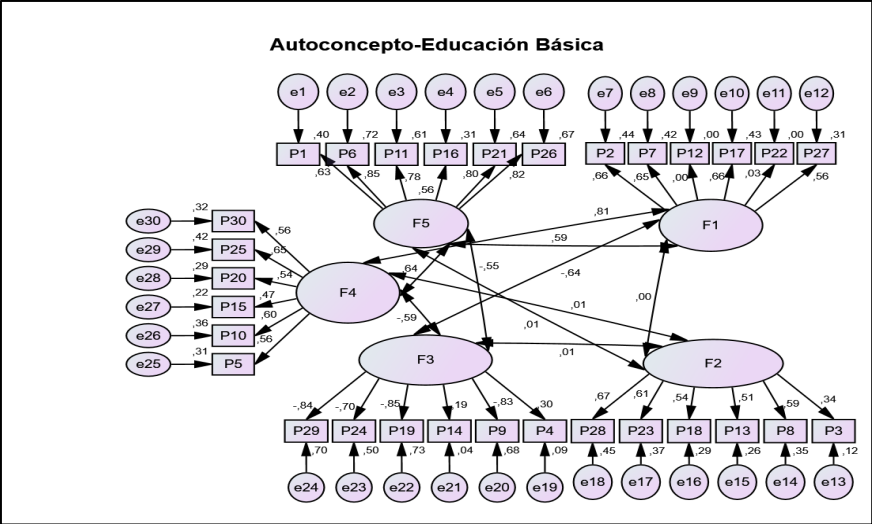 Autoconcepto-Educación Básica
e1 e2 e3 e4 e5 e6 e7 e8 e9 e10 e11 e12
,40 ,72 ,61 ,31 ,64 ,67 ,44 ,42 ,00 ,43 ,00 ,31
P1 P6 P11 P16 P21 P26 P2 P7 P12 P17 P22 P27
,63 ,85 ,78 ,56 ,80 ,82 ,66 ,65 ,00 ,66 ,03 ,56
F5 F1
,81
,59
,32
e30 P30 ,56
,42
e29 P25 ,65
,29
e28 P20 ,54
,22
e27 P15 ,47
,36
e26 P10 ,60
,31
e25 P5 ,56
F4
,64 -,55 -,64
,01 ,00
-,59
,01
,01
F3 F2
-,84 -,70 -,85 ,19 -,83 ,30 ,67 ,61 ,54 ,51 ,59 ,34
P29 P24 P19 P14 P9 P4 P28 P23 P18 P13 P8 P3
,70 ,50 ,73 ,04 ,68 ,09 ,45 ,37 ,29 ,26 ,35 ,12
e24 e23 e22 e21 e20 e19 e18 e17 e16 e15 e14 e13